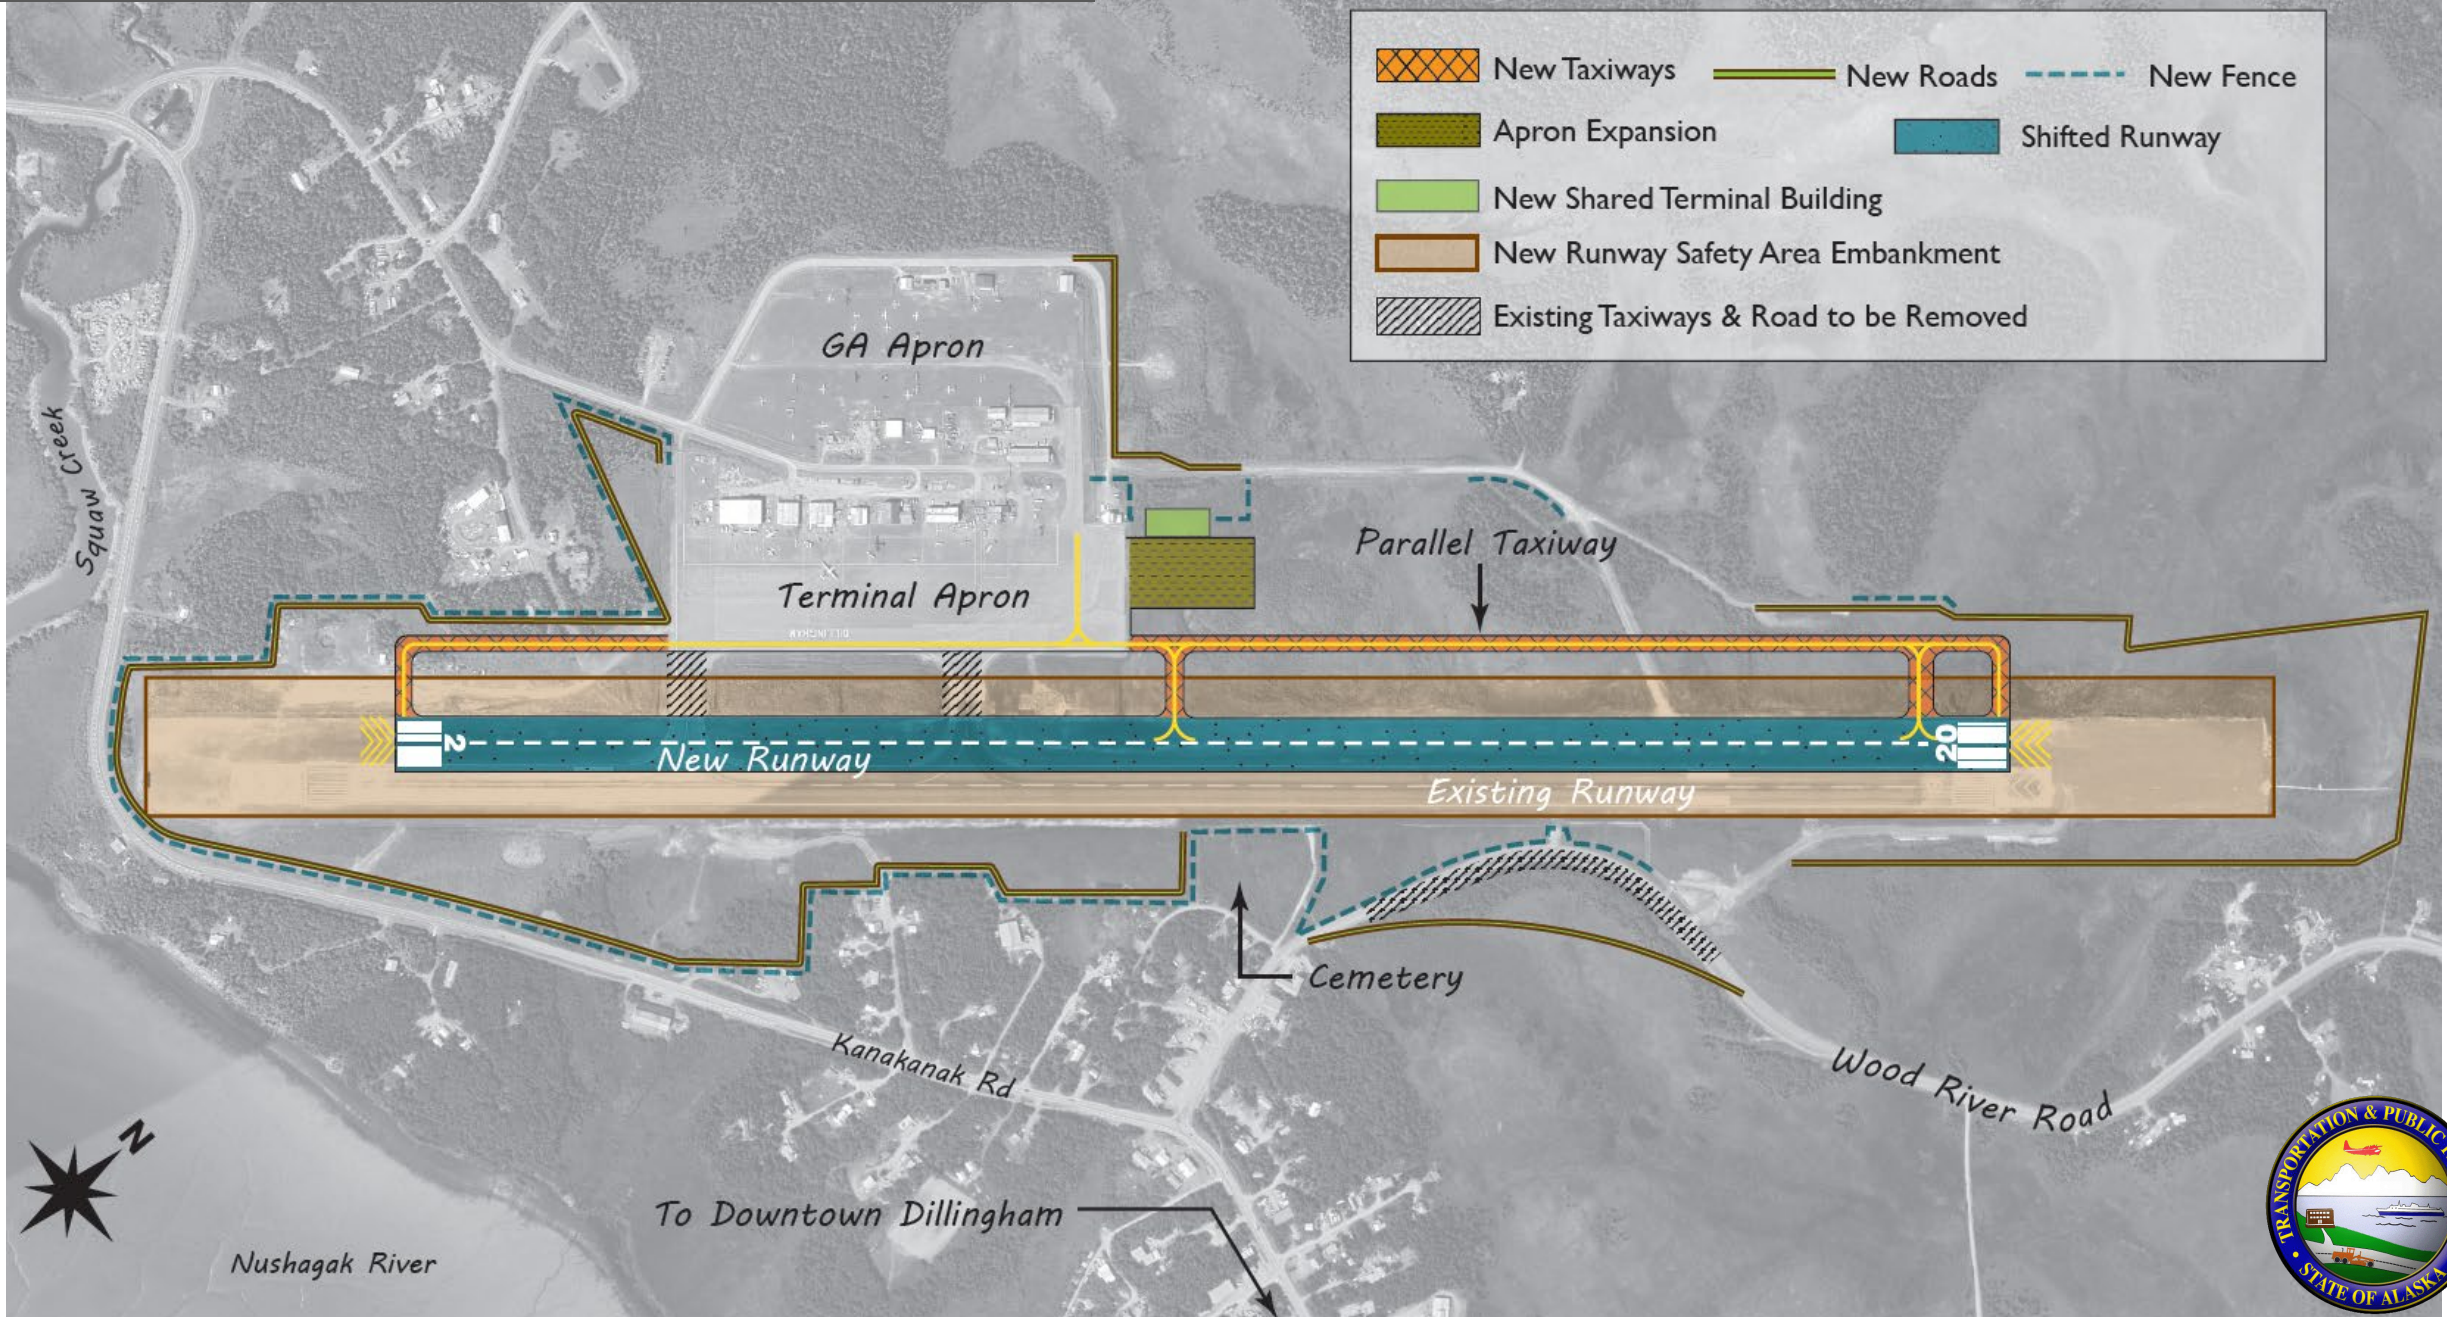 New Taxiways
New Roads
New Fence
Apron Expansion
Shifted Runway
New Shared Terminal Building
New Runway Safety Area Embankment
Existing Taxiways & Road to be Removed
GA Apron
Squaw Creek
Parallel Taxiway
Terminal Apron
DILLINGHAM
2
20
New Runway
Existing Runway
Cemetery
Kanakanak Rd
Wood River Road
N
To Downtown Dillingham
Nushagak River
TRANSPORTATION & PUBLIC
STATE OF ALASKA